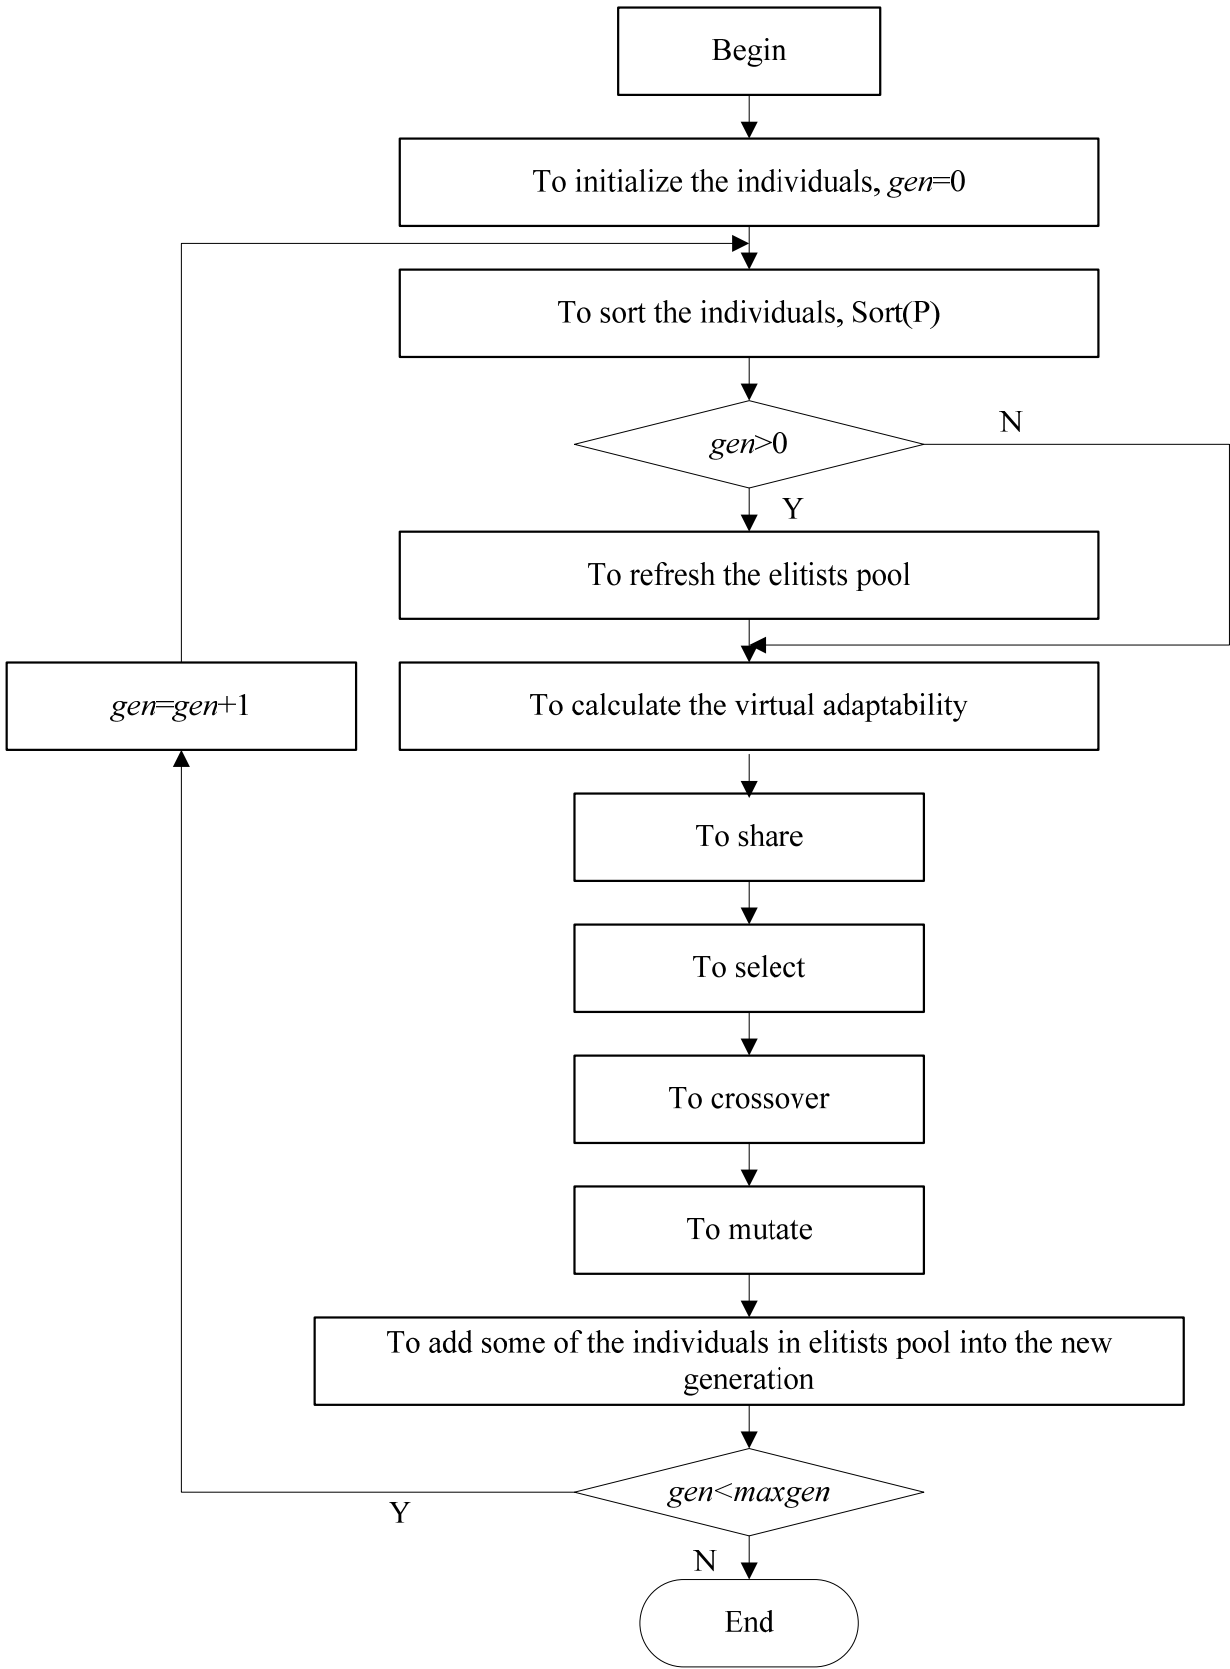 Begin
To initialize the individuals, gen=0
To sort the individuals, Sort(P)
gen>0
N
Y
To refresh the elitists pool
gen=gen+1
To calculate the virtual adaptability
To share
To select
To crossover
To mutate
To add some of the individuals in elitists pool into the new
generation
gen<maxgen
Y
N
End